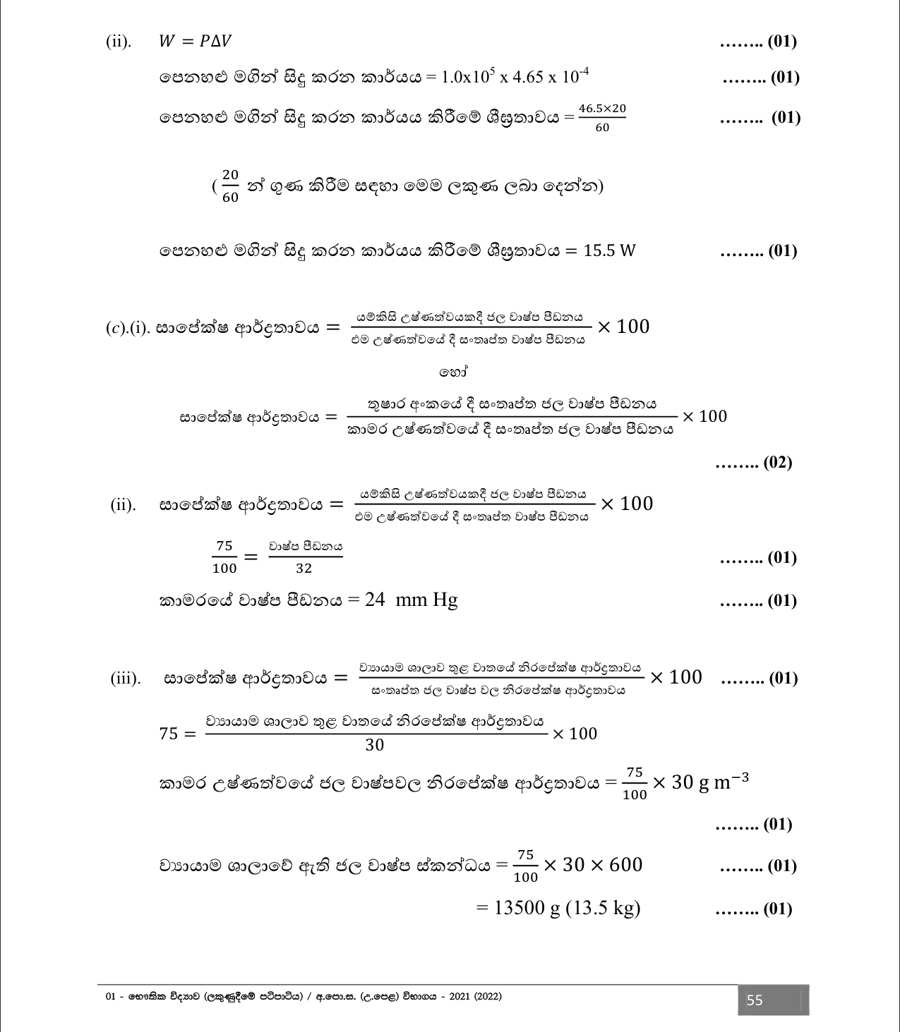 (ii). W = PΔV …….. (01)
පෙනහළු මගින් සිදු කරන කාර්යය = 1.0x10⁵ x 4.65 x 10⁻⁴ …….. (01)
පෙනහළු මගින් සිදු කරන කාර්යය කිරීමේ ශීඝ්‍රතාවය = 46.5×20/60 …….. (01)
( 20/60 න් ගුණ කිරීම සඳහා මෙම ලකුණ ලබා දෙන්න)
පෙනහළු මගින් සිදු කරන කාර්යය කිරීමේ ශීඝ්‍රතාවය = 15.5 W …….. (01)
(c).(i). සාපේක්ෂ ආර්ද්‍රතාවය = යම්කිසි උෂ්ණත්වයකදී ජල වාෂ්ප පීඩනය/එම උෂ්ණත්වයේ දී සංතෘප්ත වාෂ්ප පීඩනය × 100
හෝ
සාපේක්ෂ ආර්ද්‍රතාවය = තුෂාර අංකයේ දී සංතෘප්ත ජල වාෂ්ප පීඩනය/කාමර උෂ්ණත්වයේ දී සංතෘප්ත ජල වාෂ්ප පීඩනය × 100
…….. (02)
(ii). සාපේක්ෂ ආර්ද්‍රතාවය = යම්කිසි උෂ්ණත්වයකදී ජල වාෂ්ප පීඩනය/එම උෂ්ණත්වයේ දී සංතෘප්ත වාෂ්ප පීඩනය × 100
75/100 = වාෂ්ප පීඩනය/32 …….. (01)
කාමරයේ වාෂ්ප පීඩනය = 24 mm Hg …….. (01)
(iii). සාපේක්ෂ ආර්ද්‍රතාවය = ව්‍යායාම ශාලාව තුළ වාතයේ නිරපේක්ෂ ආර්ද්‍රතාවය/සංතෘප්ත ජල වාෂ්ප වල නිරපේක්ෂ ආර්ද්‍රතාවය × 100 …….. (01)
75 = ව්‍යායාම ශාලාව තුළ වාතයේ නිරපේක්ෂ ආර්ද්‍රතාවය/30 × 100
කාමර උෂ්ණත්වයේ ජල වාෂ්පවල නිරපේක්ෂ ආර්ද්‍රතාවය = 75/100 × 30 g m⁻³
…….. (01)
ව්‍යායාම ශාලාවේ ඇති ජල වාෂ්ප ස්කන්ධය = 75/100 × 30 × 600 …….. (01)
= 13500 g (13.5 kg) …….. (01)
01 - භෞතික විද්‍යාව (ලකුණුදීමේ පටිපාටිය) / අ.පො.ස. (උ.පෙළ) විභාගය - 2021 (2022) 55